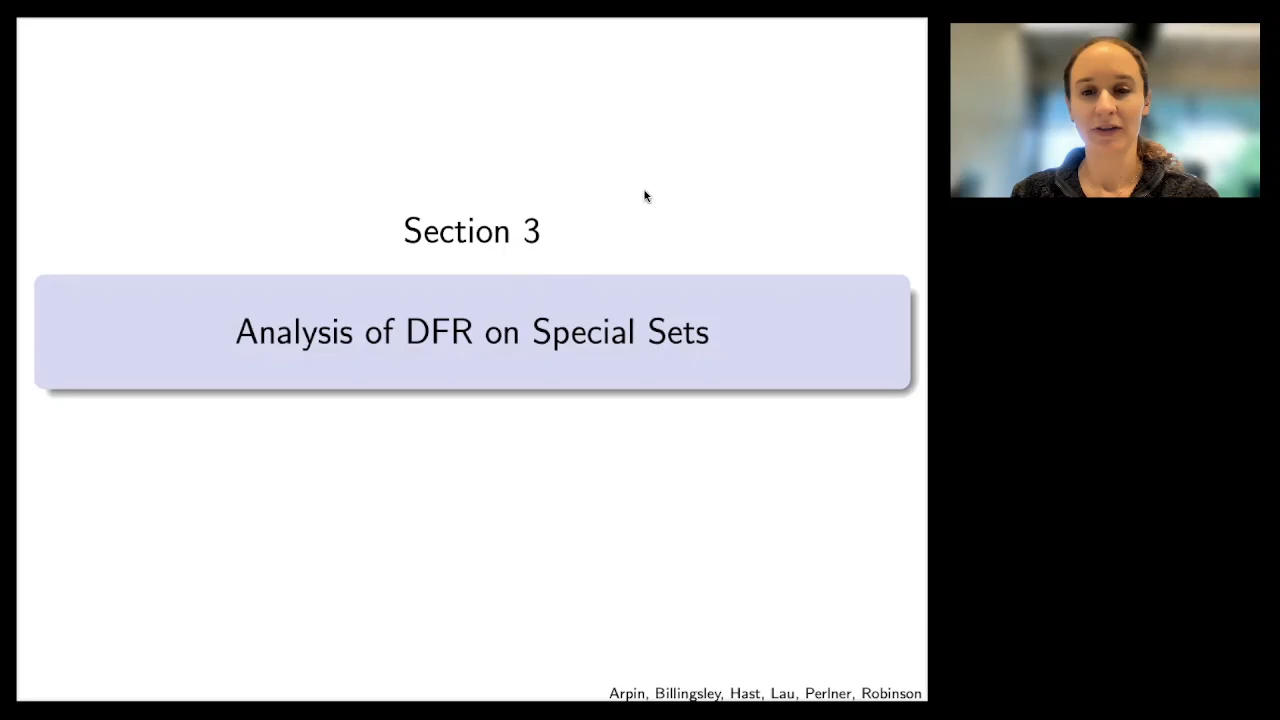 Section 3
Analysis of DFR on Special Sets
Arpin, Billingsley, Hast, Lau, Perlner, Robinson